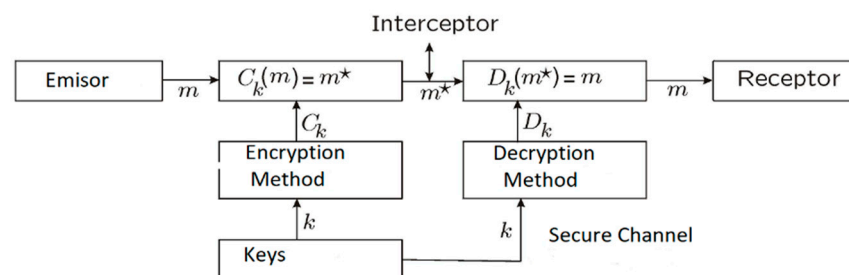 Interceptor
Emisor
m
C_k(m) = m*
m*
D_k(m*) = m
m
Receptor
C_k
D_k
Encryption
Method
Decryption
Method
k
k
Secure Channel
Keys